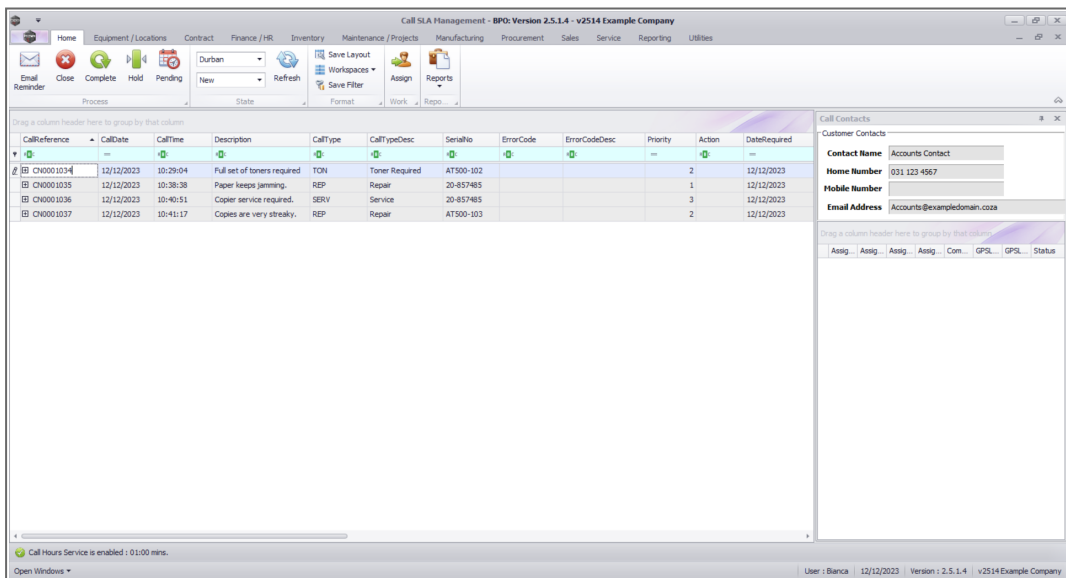 Call SLA Management - BPO: Version 2.5.1.4 - v2514 Example Company
Home Equipment / Locations Contract Finance / HR Inventory Maintenance / Projects Manufacturing Procurement Sales Service Reporting Utilities
Email Reminder Close Complete Hold Pending Durban New Refresh Save Layout Workspaces Save Filter Assign Reports
Process State Format Work Repo...
Drag a column header here to group by that column
CallReference CallDate CallTime Description CallType CallTypeDesc SerialNo ErrorCode ErrorCodeDesc Priority Action DateRequired
CN0001034 12/12/2023 10:29:04 Full set of toners required TON Toner Required AT500-102 2 12/12/2023
CN0001035 12/12/2023 10:38:38 Paper keeps jamming. REP Repair 20-857485 1 12/12/2023
CN0001036 12/12/2023 10:40:51 Copier service required. SERV Service 20-857485 3 12/12/2023
CN0001037 12/12/2023 10:41:17 Copies are very streaky. REP Repair AT500-103 2 12/12/2023
Call Contacts
Customer Contacts
Contact Name Accounts Contact
Home Number 031 123 4567
Mobile Number
Email Address Accounts@exampledomain.coza
Drag a column header here to group by that column
Assig... Assig... Assig... Assig... Com... GPSL... GPSL... Status
Call Hours Service is enabled : 01:00 mins.
Open Windows User : Bianca 12/12/2023 Version : 2.5.1.4 v2514 Example Company